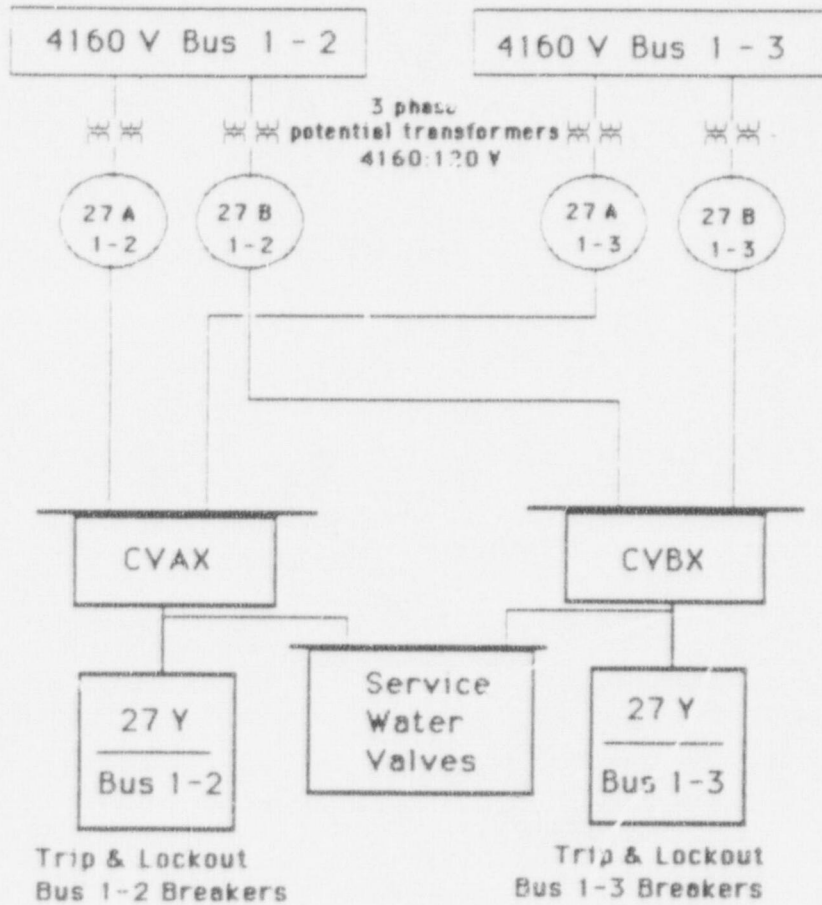 4160 V Bus 1-2
4160 V Bus 1-3
3 phase
potential transformers
4160:120 V
27 A
1-2
27 B
1-2
27 A
1-3
27 B
1-3
CVAX
CVBX
27 Y
Bus 1-2
Service
Water
Valves
27 Y
Bus 1-3
Trip & Lockout
Bus 1-2 Breakers
Trip & Lockout
Bus 1-3 Breakers